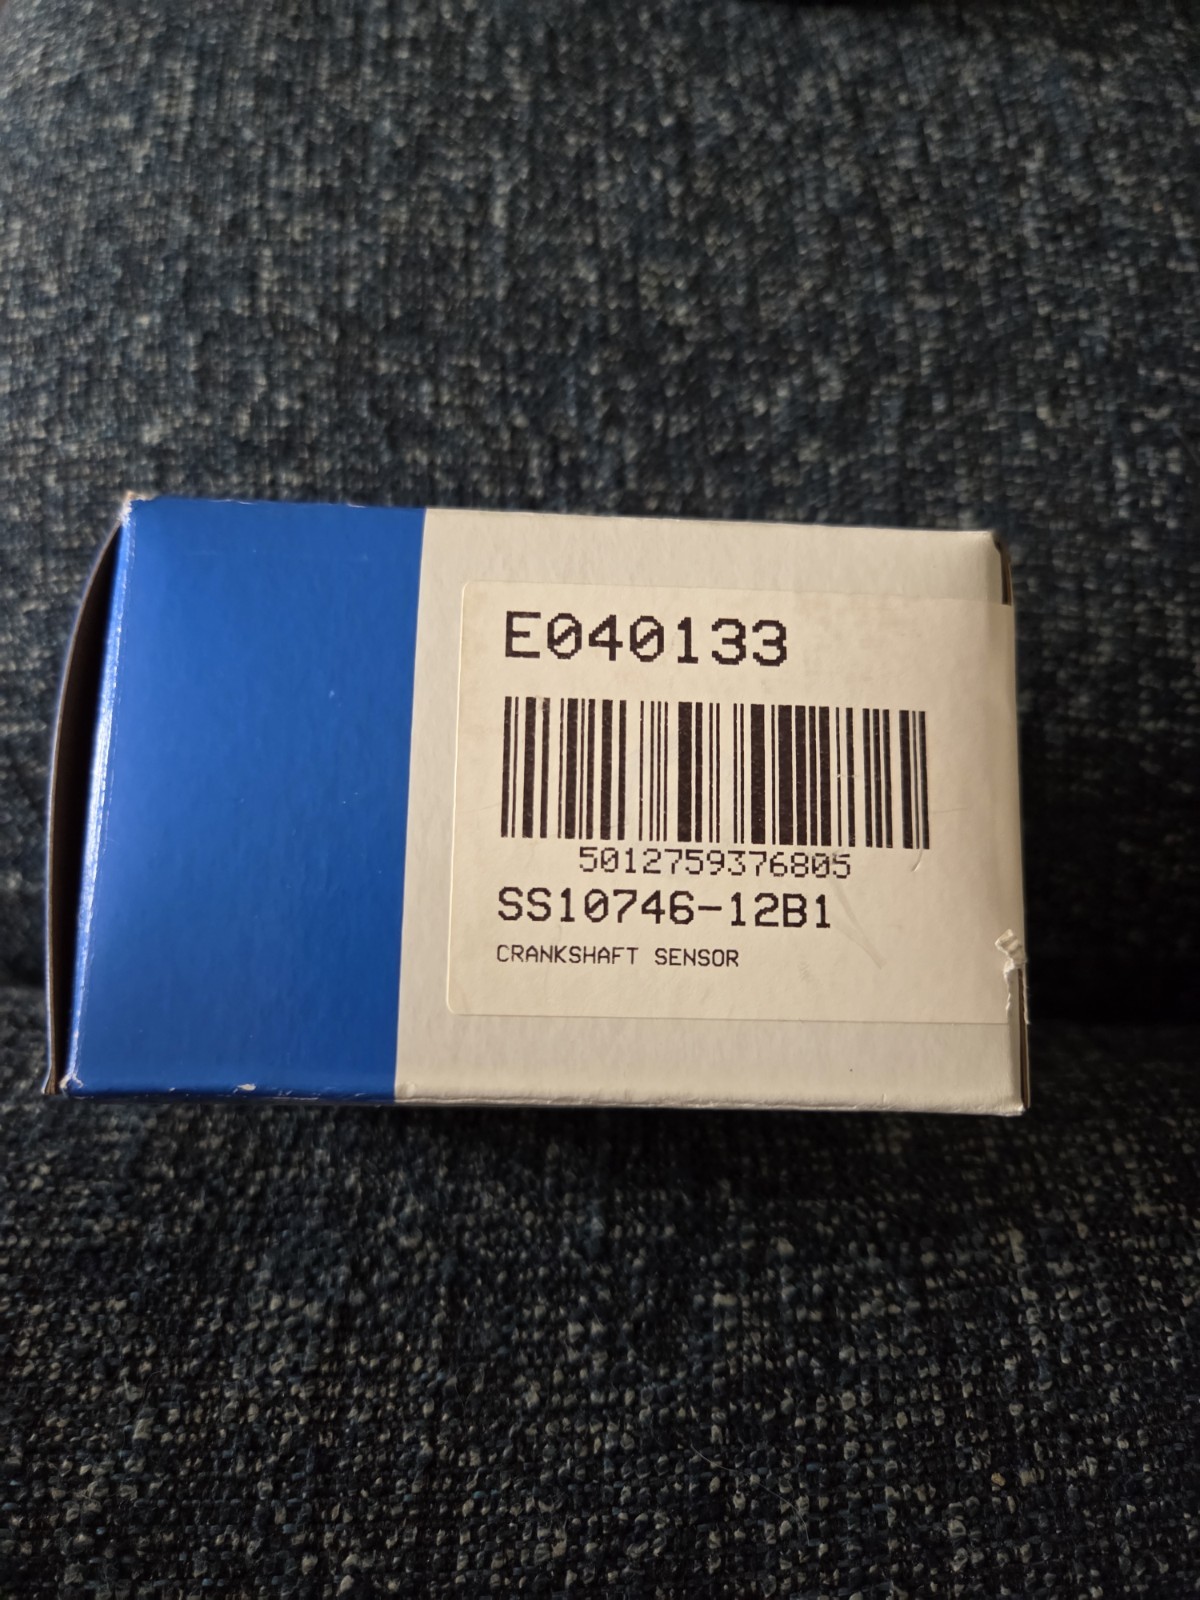 E040133
5012759376805
SS10746-12B1
CRANKSHAFT SENSOR